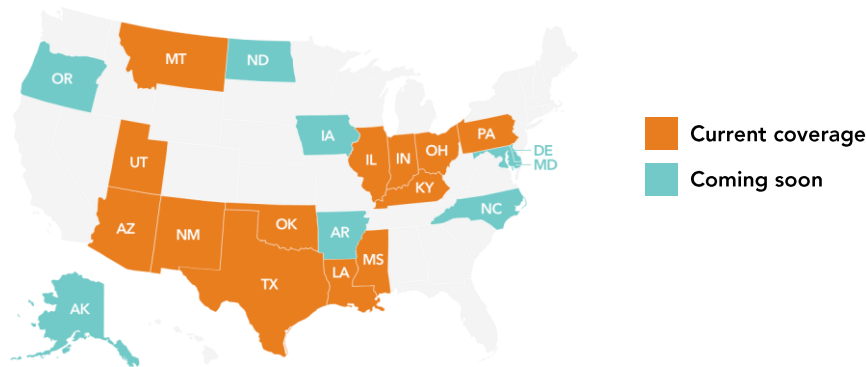 MT
ND
OR
IA
PA
OH
IL
IN
DE
MD
UT
KY
NC
OK
AR
AZ
NM
MS
LA
TX
AK
Current coverage
Coming soon